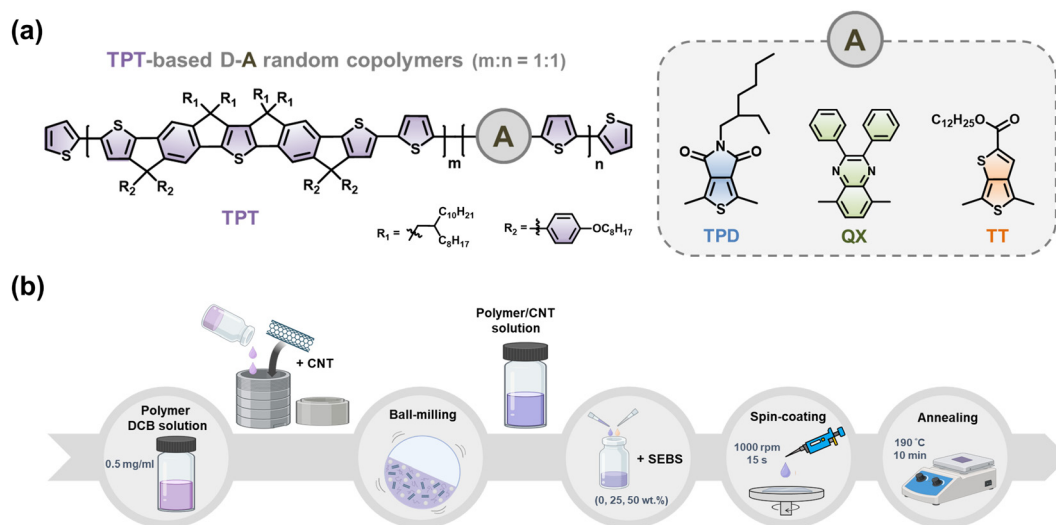 (a)
TPT-based D-A random copolymers (m:n = 1:1)
A
R1 R1 R1 R1
S S S S S S S
A
m n
R2 R2 R2 R2
TPT
R1 =
C10H21
C8H17
R2 =
OC8H17
N
O O
S
TPD
N N
QX
C12H25O O
S
S
TT
(b)
+ CNT
Polymer/CNT
solution
Polymer
DCB solution
0.5 mg/ml
Ball-milling
+ SEBS
(0, 25, 50 wt.%)
Spin-coating
1000 rpm
15 s
Annealing
190 ˚C
10 min